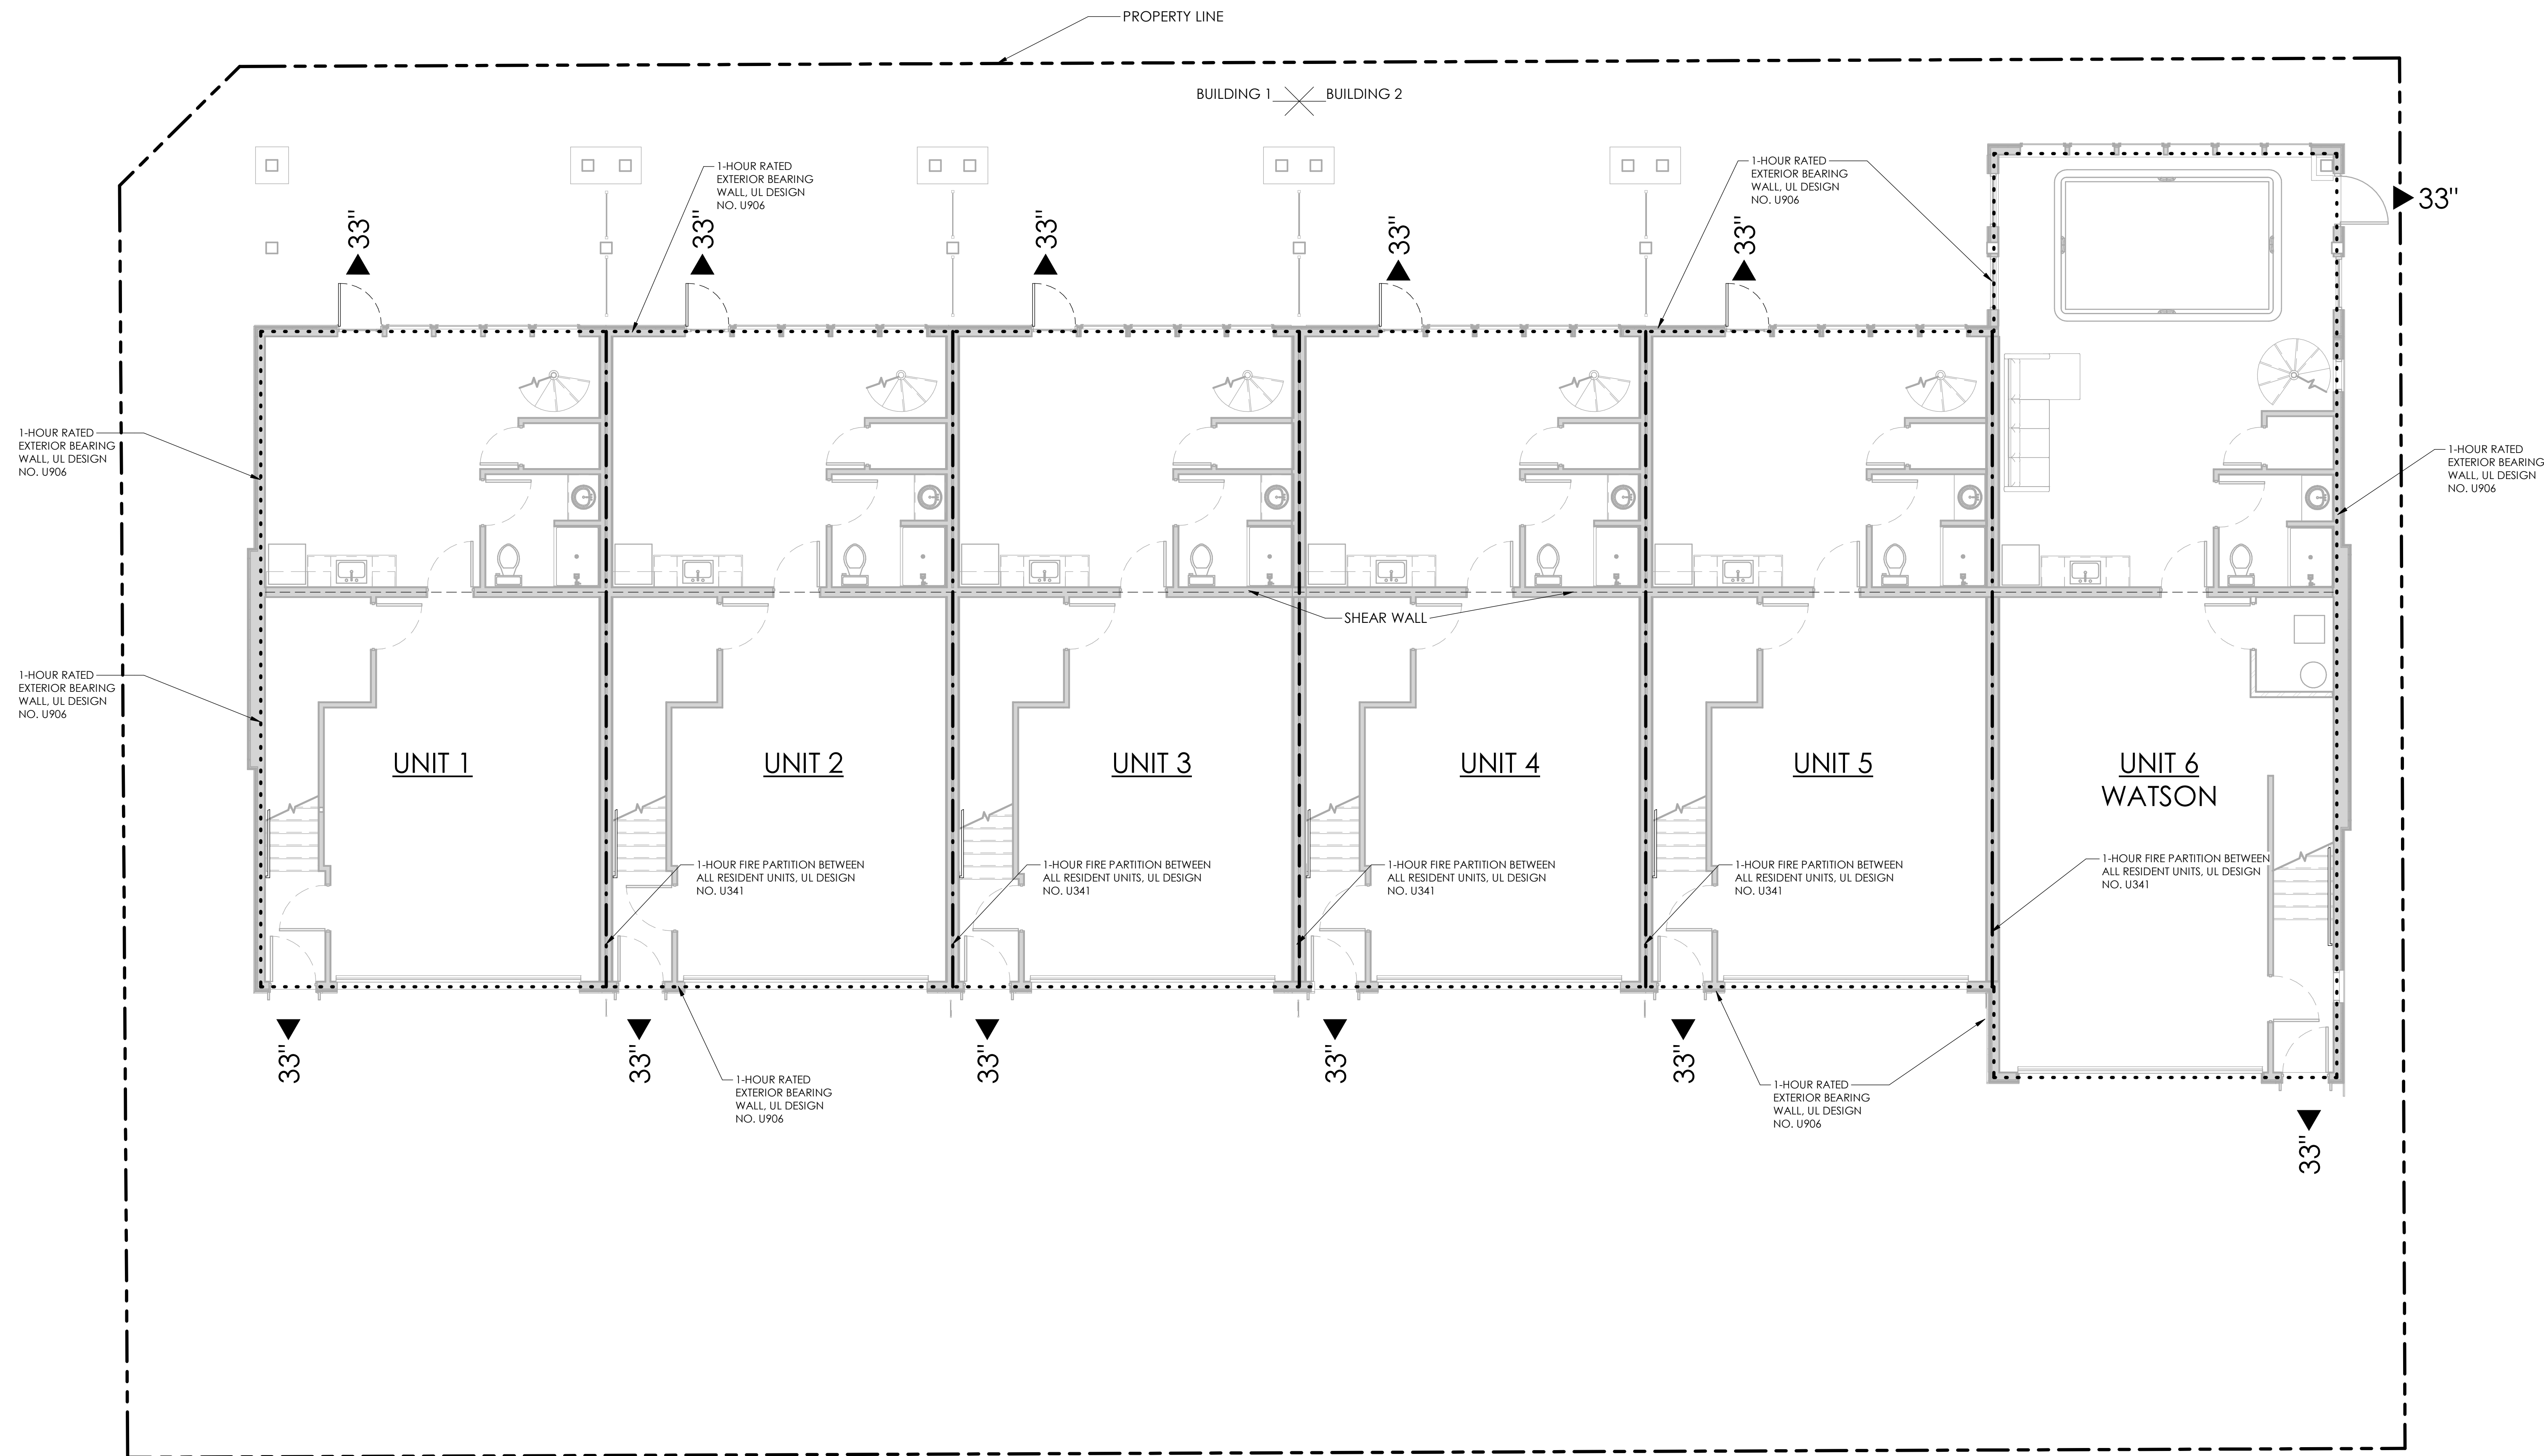 PROPERTY LINE
BUILDING 1
BUILDING 2
1-HOUR RATED
EXTERIOR BEARING
WALL, UL DESIGN
NO. U906
1-HOUR RATED
EXTERIOR BEARING
WALL, UL DESIGN
NO. U906
33"
33"
33"
33"
33"
33"
1-HOUR RATED
EXTERIOR BEARING
WALL, UL DESIGN
NO. U906
1-HOUR RATED
EXTERIOR BEARING
WALL, UL DESIGN
NO. U906
SHEAR WALL
1-HOUR RATED
EXTERIOR BEARING
WALL, UL DESIGN
NO. U906
UNIT 1
UNIT 2
UNIT 3
UNIT 4
UNIT 5
UNIT 6
WATSON
1-HOUR FIRE PARTITION BETWEEN
ALL RESIDENT UNITS, UL DESIGN
NO. U341
1-HOUR FIRE PARTITION BETWEEN
ALL RESIDENT UNITS, UL DESIGN
NO. U341
1-HOUR FIRE PARTITION BETWEEN
ALL RESIDENT UNITS, UL DESIGN
NO. U341
1-HOUR FIRE PARTITION BETWEEN
ALL RESIDENT UNITS, UL DESIGN
NO. U341
1-HOUR FIRE PARTITION BETWEEN
ALL RESIDENT UNITS, UL DESIGN
NO. U341
33"
33"
33"
33"
33"
33"
1-HOUR RATED
EXTERIOR BEARING
WALL, UL DESIGN
NO. U906
1-HOUR RATED
EXTERIOR BEARING
WALL, UL DESIGN
NO. U906